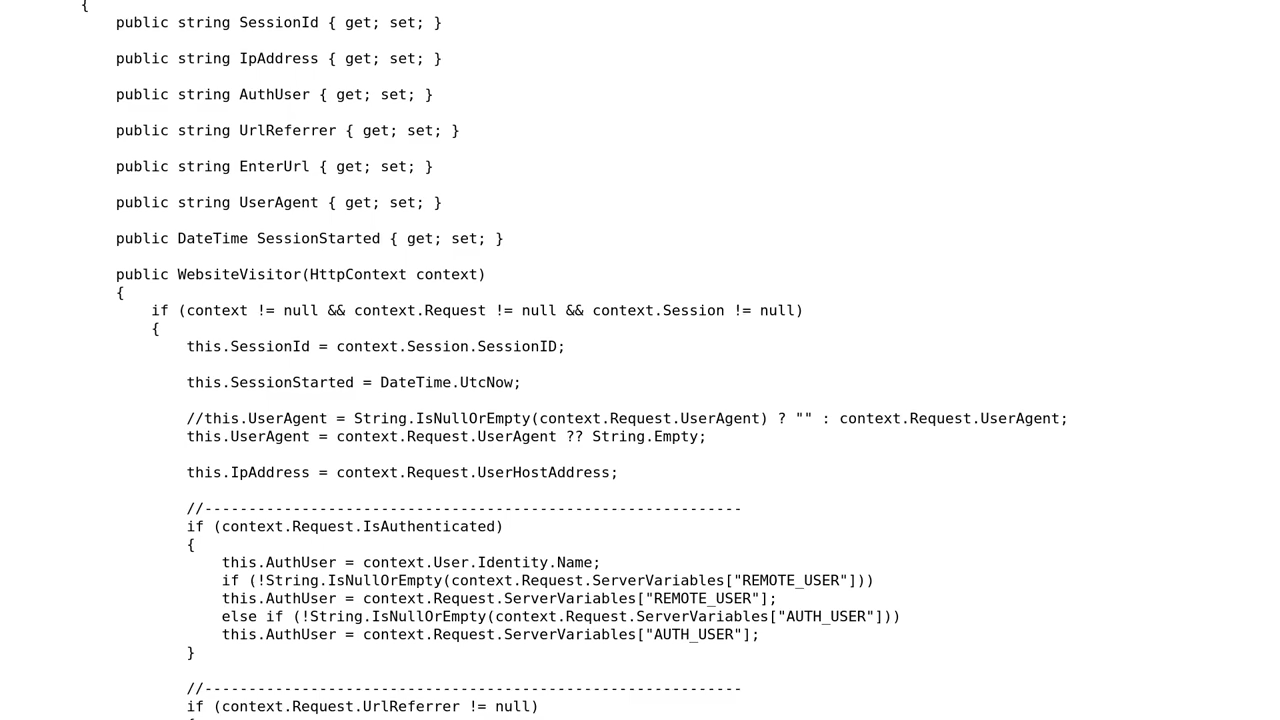 {
public string SessionId { get; set; }
public string IpAddress { get; set; }
public string AuthUser { get; set; }
public string UrlReferrer { get; set; }
public string EnterUrl { get; set; }
public string UserAgent { get; set; }
public DateTime SessionStarted { get; set; }
public WebsiteVisitor(HttpContext context)
{
if (context != null && context.Request != null && context.Session != null)
{
this.SessionId = context.Session.SessionID;
this.SessionStarted = DateTime.UtcNow;
//this.UserAgent = String.IsNullOrEmpty(context.Request.UserAgent) ? "" : context.Request.UserAgent;
this.UserAgent = context.Request.UserAgent ?? String.Empty;
this.IpAddress = context.Request.UserHostAddress;
//-------------------------------------------------------------
if (context.Request.IsAuthenticated)
{
this.AuthUser = context.User.Identity.Name;
if (!String.IsNullOrEmpty(context.Request.ServerVariables["REMOTE_USER"]))
this.AuthUser = context.Request.ServerVariables["REMOTE_USER"];
else if (!String.IsNullOrEmpty(context.Request.ServerVariables["AUTH_USER"]))
this.AuthUser = context.Request.ServerVariables["AUTH_USER"];
}
//-------------------------------------------------------------
if (context.Request.UrlReferrer != null)
{